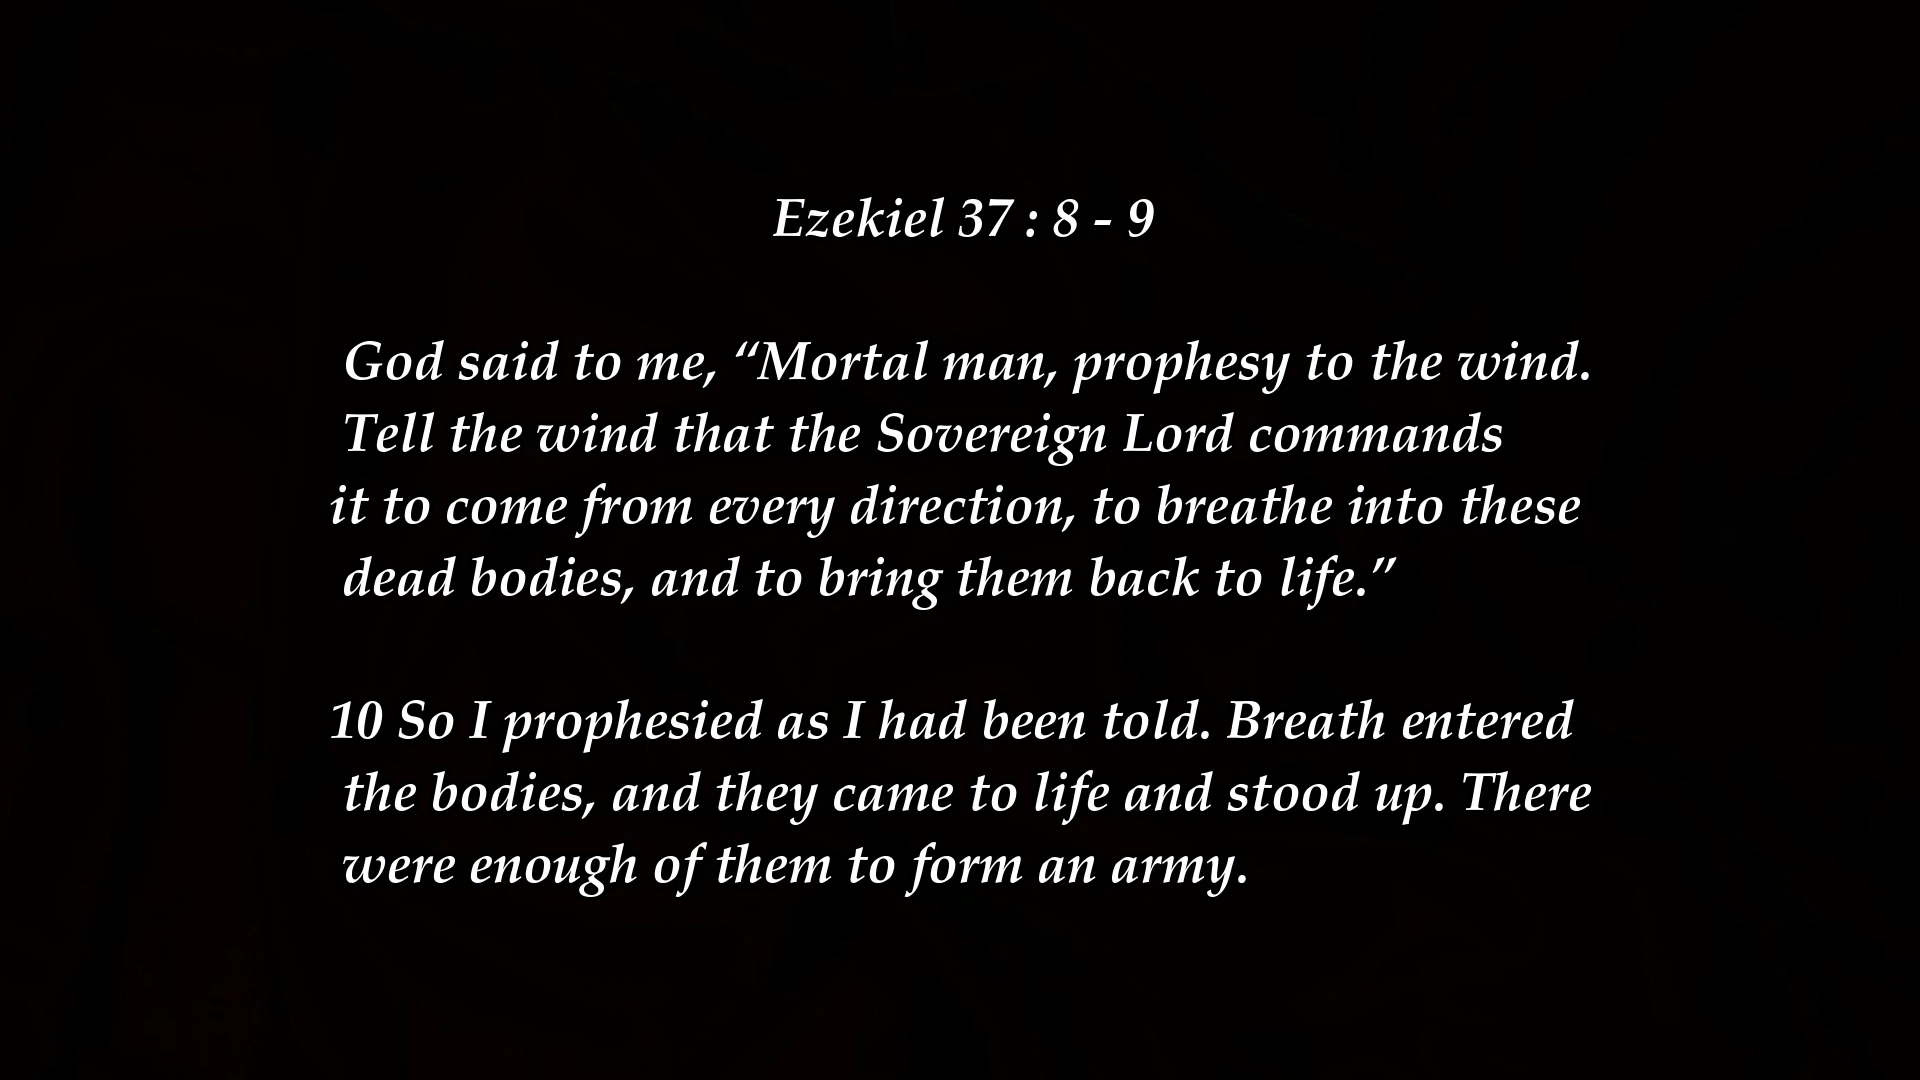 Ezekiel 37 : 8 - 9
God said to me, “Mortal man, prophesy to the wind.
Tell the wind that the Sovereign Lord commands
it to come from every direction, to breathe into these
dead bodies, and to bring them back to life.”
10 So I prophesied as I had been told. Breath entered
the bodies, and they came to life and stood up. There
were enough of them to form an army.